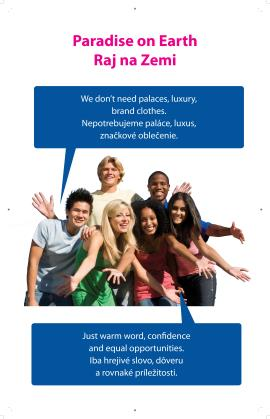 Paradise on Earth
Raj na Zemi
We don't need palaces, luxury,
brand clothes.
Nepotrebujeme paláce, luxus,
značkové oblečenie.
Just warm word, confidence
and equal opportunities.
Iba hrejivé slovo, dôveru
a rovnaké príležitosti.